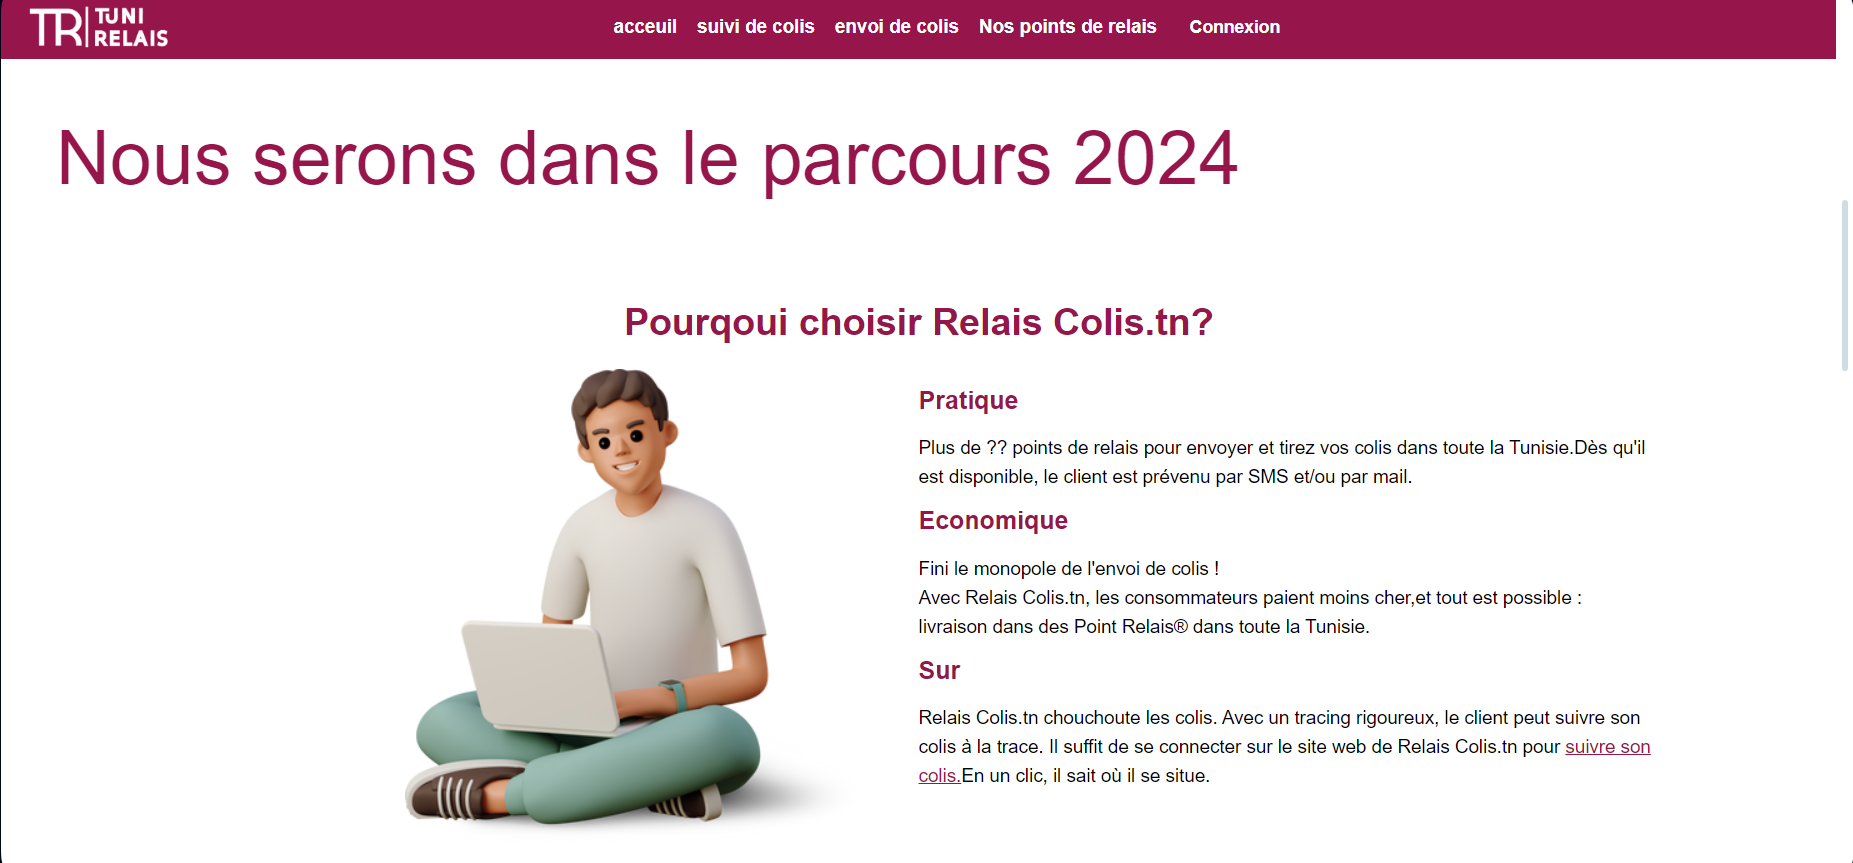 TR TUNI
RELAIS
acceuil suivi de colis envoi de colis Nos points de relais Connexion
Nous serons dans le parcours 2024
Pourqoui choisir Relais Colis.tn?
Pratique
Plus de ?? points de relais pour envoyer et tirez vos colis dans toute la Tunisie.Dès qu'il
est disponible, le client est prévenu par SMS et/ou par mail.
Economique
Fini le monopole de l'envoi de colis !
Avec Relais Colis.tn, les consommateurs paient moins cher,et tout est possible :
livraison dans des Point Relais® dans toute la Tunisie.
Sur
Relais Colis.tn chouchoute les colis. Avec un tracing rigoureux, le client peut suivre son
colis à la trace. Il suffit de se connecter sur le site web de Relais Colis.tn pour suivre son
colis.En un clic, il sait où il se situe.